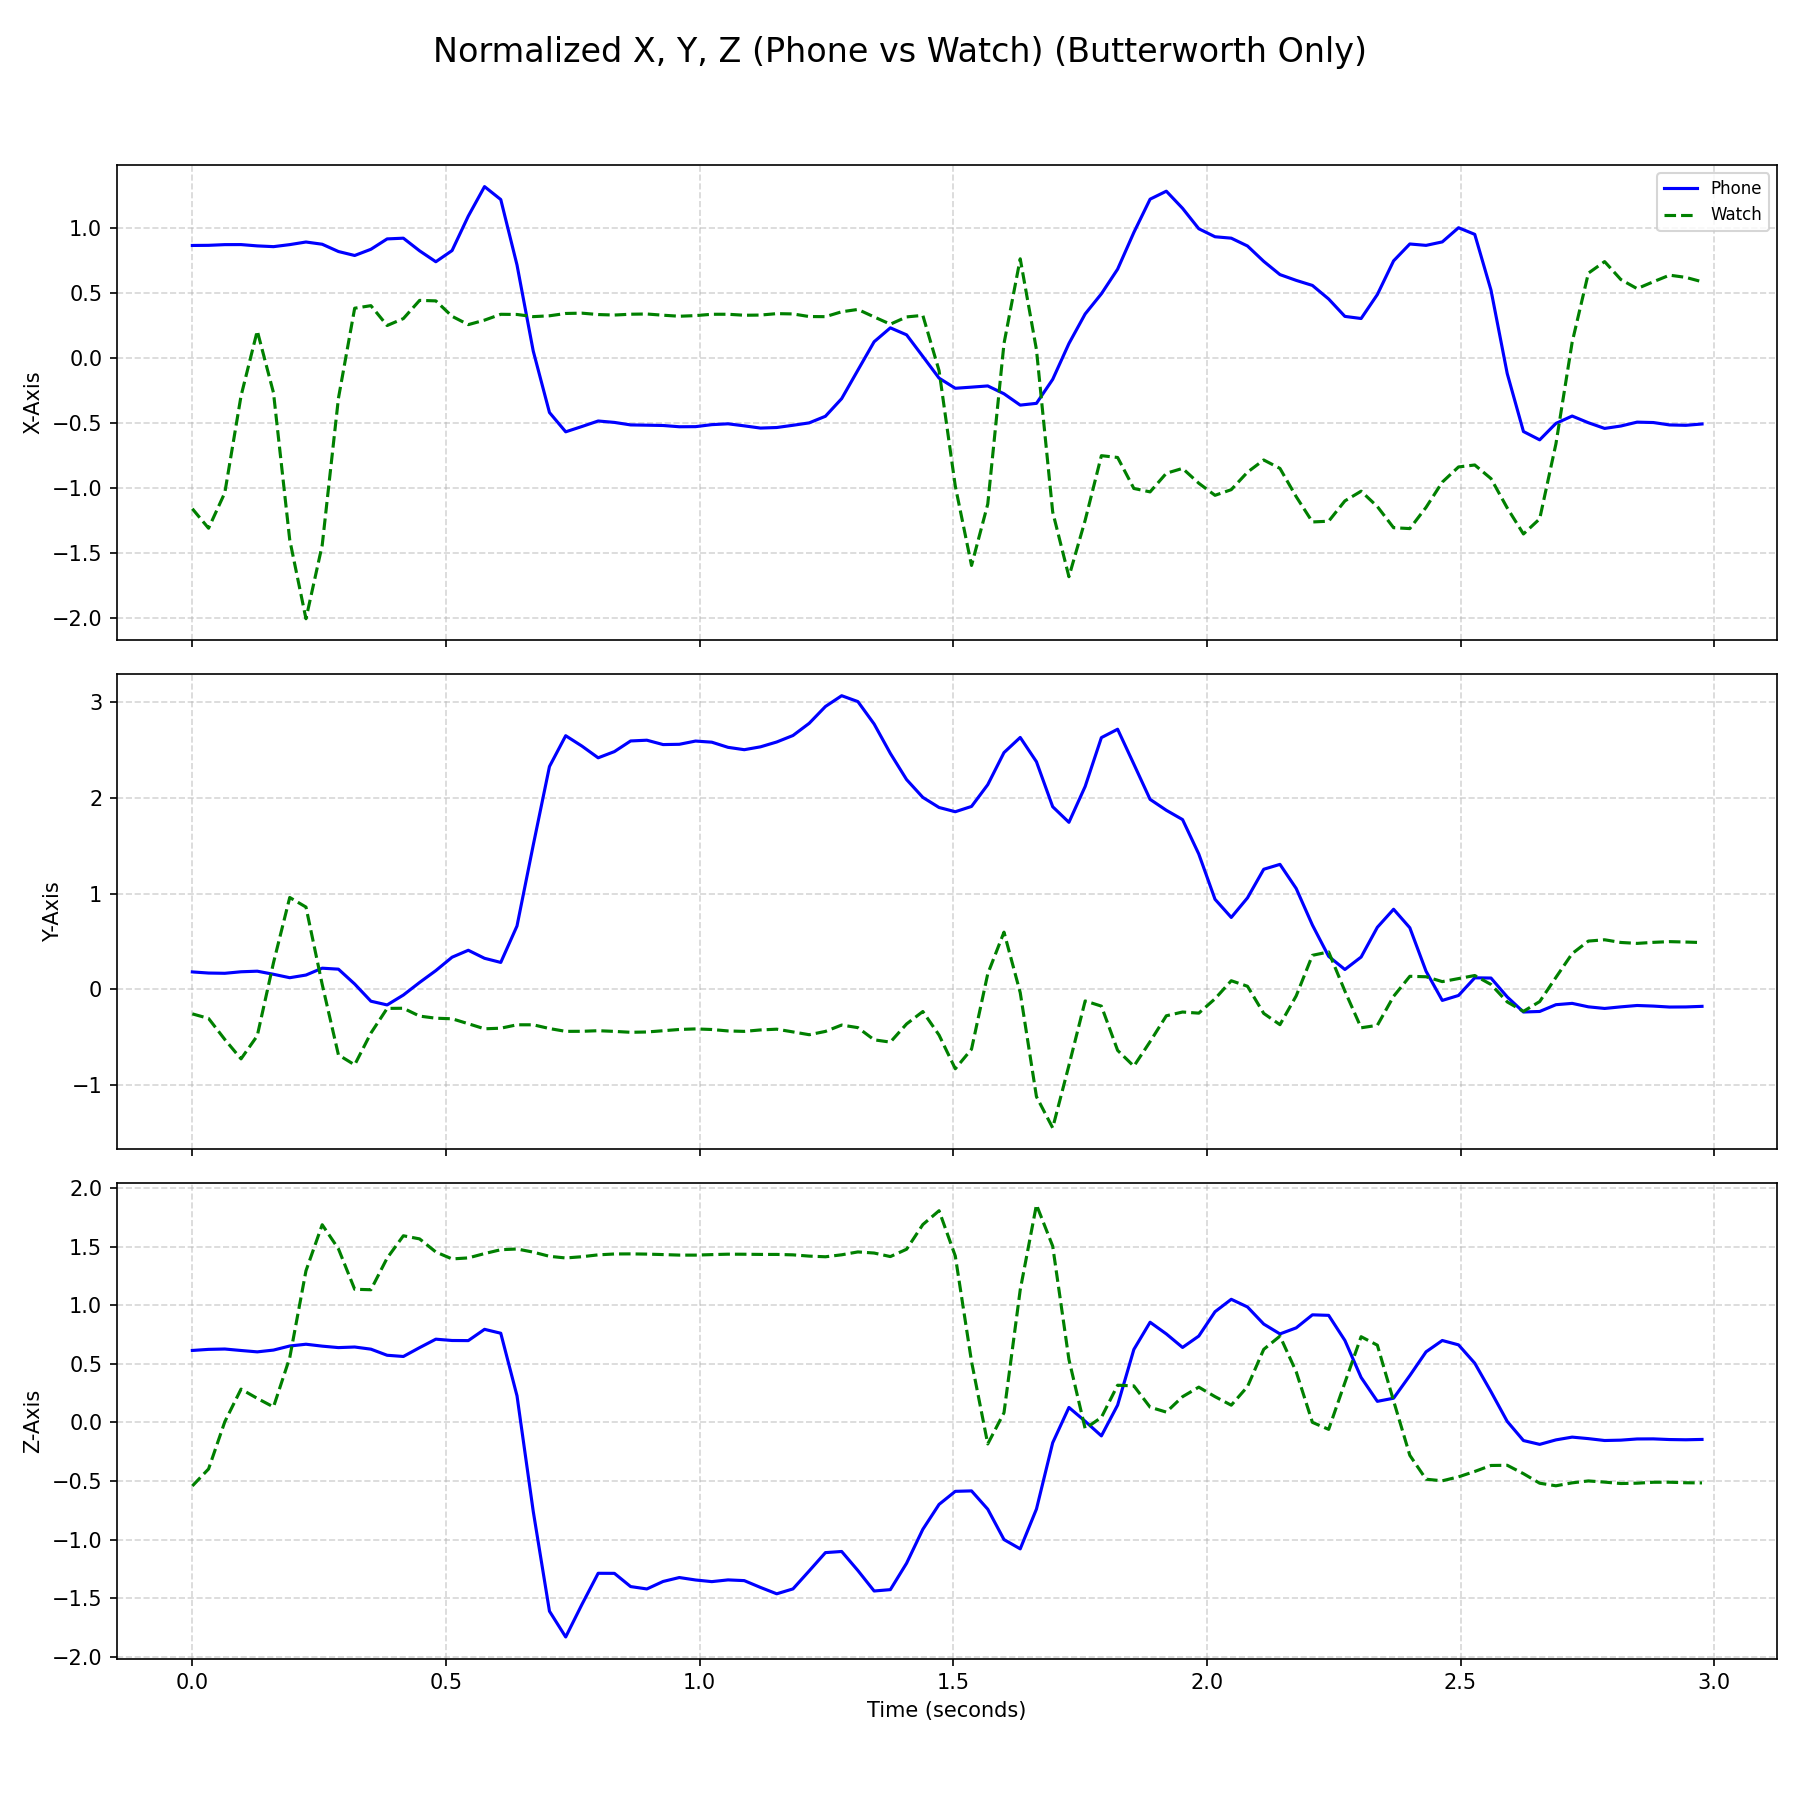 Normalized X, Y, Z (Phone vs Watch) (Butterworth Only)
Phone
Watch
X-Axis
1.0
0.5
0.0
−0.5
−1.0
−1.5
−2.0
Y-Axis
3
2
1
0
−1
Z-Axis
2.0
1.5
1.0
0.5
0.0
−0.5
−1.0
−1.5
−2.0
0.0 0.5 1.0 1.5 2.0 2.5 3.0
Time (seconds)